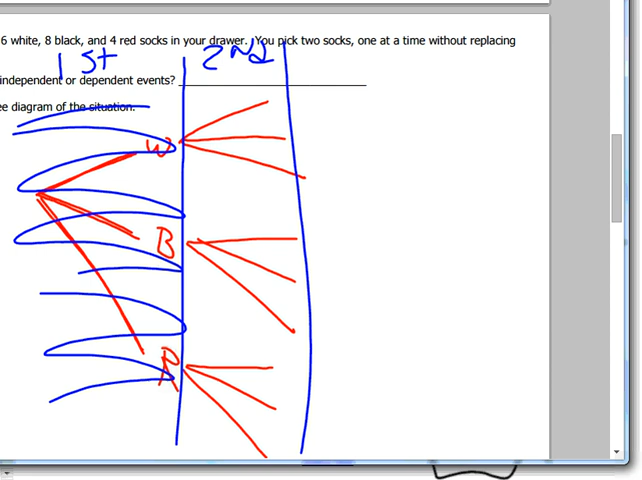 6 white, 8 black, and 4 red socks in your drawer. You pick two socks, one at a time without replacing
1st 2nd
independent or dependent events?
e diagram of the situation.
W
B
R